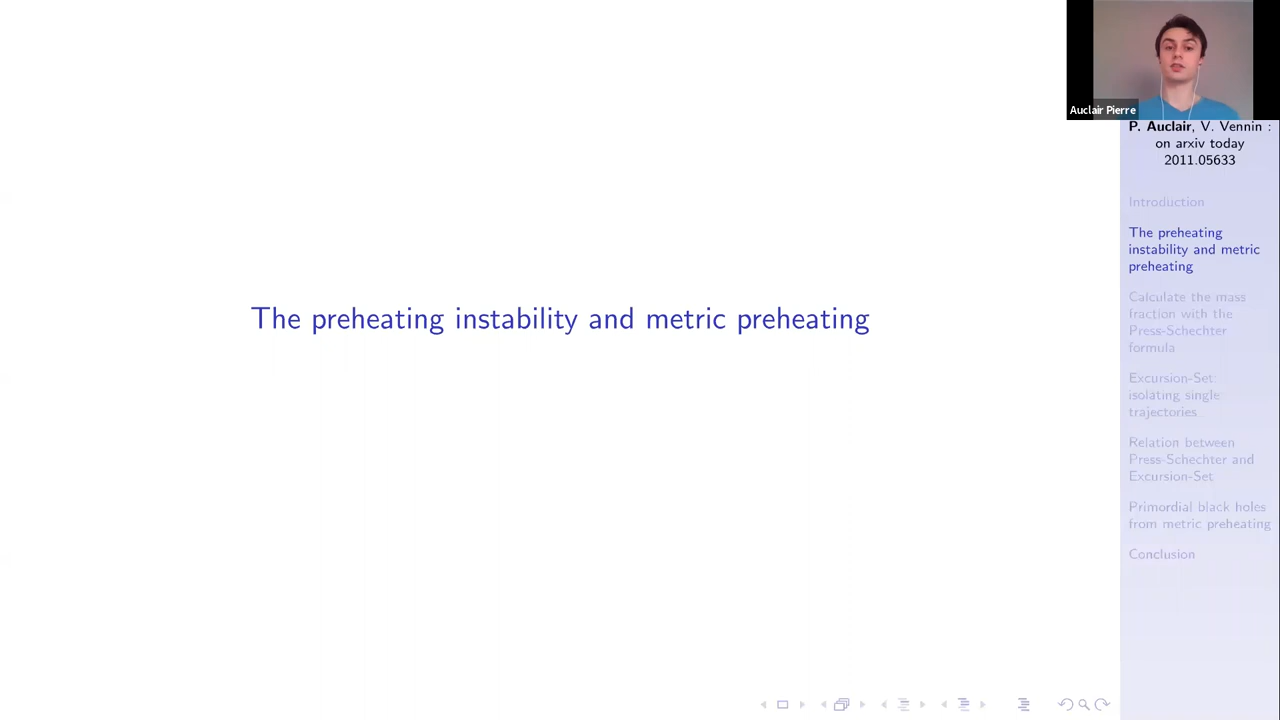 The preheating instability and metric preheating
Auclair Pierre
P. Auclair, V. Vennin :
on arxiv today
2011.05633
Introduction
The preheating
instability and metric
preheating
Calculate the mass
fraction with the
Press-Schechter
formula
Excursion-Set:
isolating single
trajectories
Relation between
Press-Schechter and
Excursion-Set
Primordial black holes
from metric preheating
Conclusion